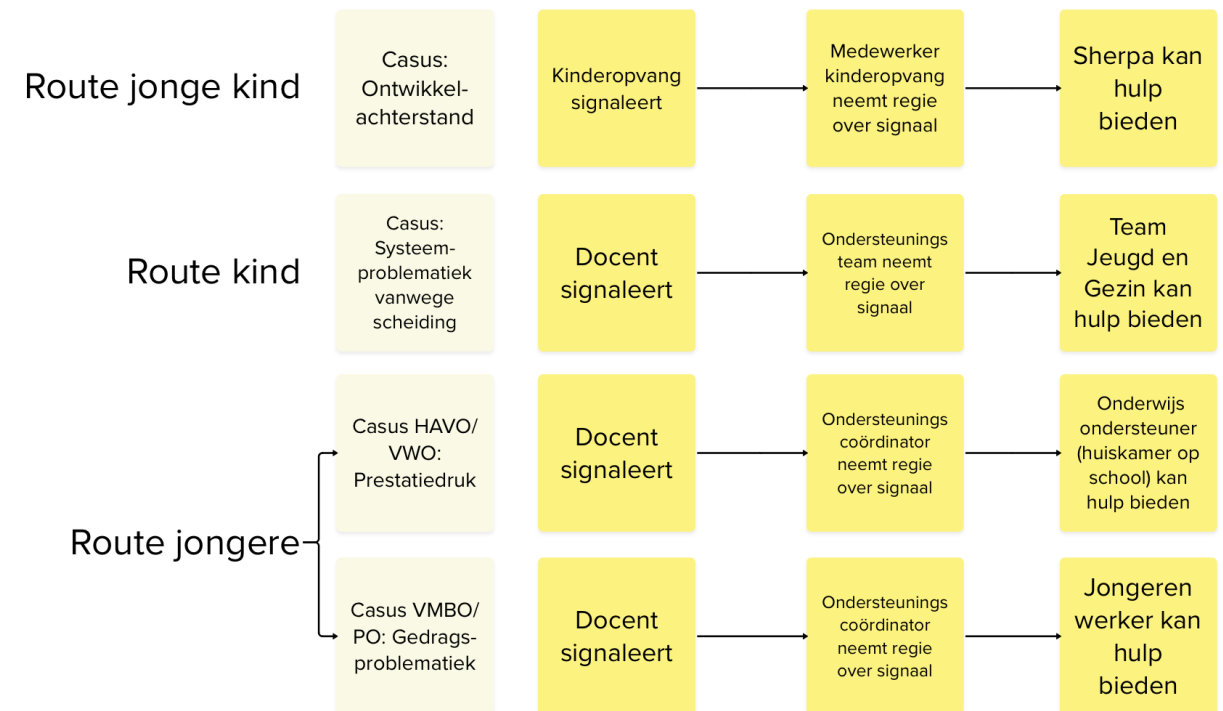 Route jonge kind
Casus:
Ontwikkel-
achterstand
Kinderopvang
signaleert
Medewerker
kinderopvang
neemt regie
over signaal
Sherpa kan
hulp
bieden
Route kind
Casus:
Systeem-
problematiek
vanwege
scheiding
Docent
signaleert
Ondersteunings
team neemt
regie over
signaal
Team
Jeugd en
Gezin kan
hulp bieden
Route jongere
Casus HAVO/
VWO:
Prestatiedruk
Docent
signaleert
Ondersteunings
coördinator
neemt regie
over signaal
Onderwijs
ondersteuner
(huiskamer op
school) kan
hulp bieden
Casus VMBO/
PO: Gedrags-
problematiek
Docent
signaleert
Ondersteunings
coördinator
neemt regie
over signaal
Jongeren
werker kan
hulp
bieden